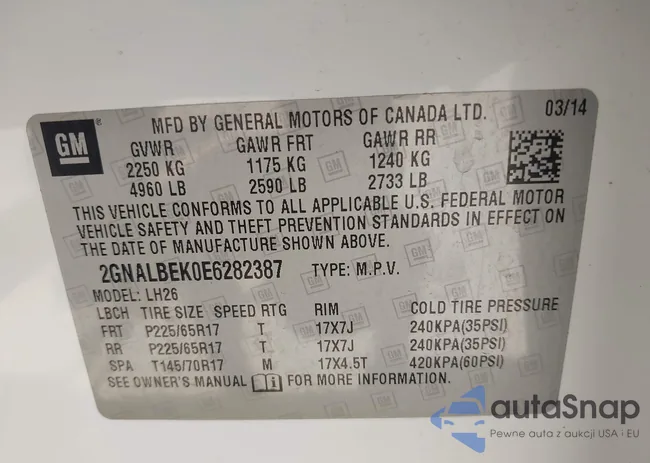 GM
MFD BY GENERAL MOTORS OF CANADA LTD. 03/14
GVWR GAWR FRT GAWR RR
2250 KG 1175 KG 1240 KG
4960 LB 2590 LB 2733 LB
THIS VEHICLE CONFORMS TO ALL APPLICABLE U.S. FEDERAL MOTOR
VEHICLE SAFETY AND THEFT PREVENTION STANDARDS IN EFFECT ON
THE DATE OF MANUFACTURE SHOWN ABOVE.
2GNALBEK0E6282387 TYPE: M.P.V.
MODEL: LH26
LBCH TIRE SIZE SPEED RTG RIM COLD TIRE PRESSURE
FRT P225/65R17 T 17X7J 240KPA(35PSI)
RR P225/65R17 T 17X7J 240KPA(35PSI)
SPA T145/70R17 M 17X4.5T 420KPA(60PSI)
SEE OWNER'S MANUAL FOR MORE INFORMATION
autaSnap
Pewne auta z aukcji USA i EU